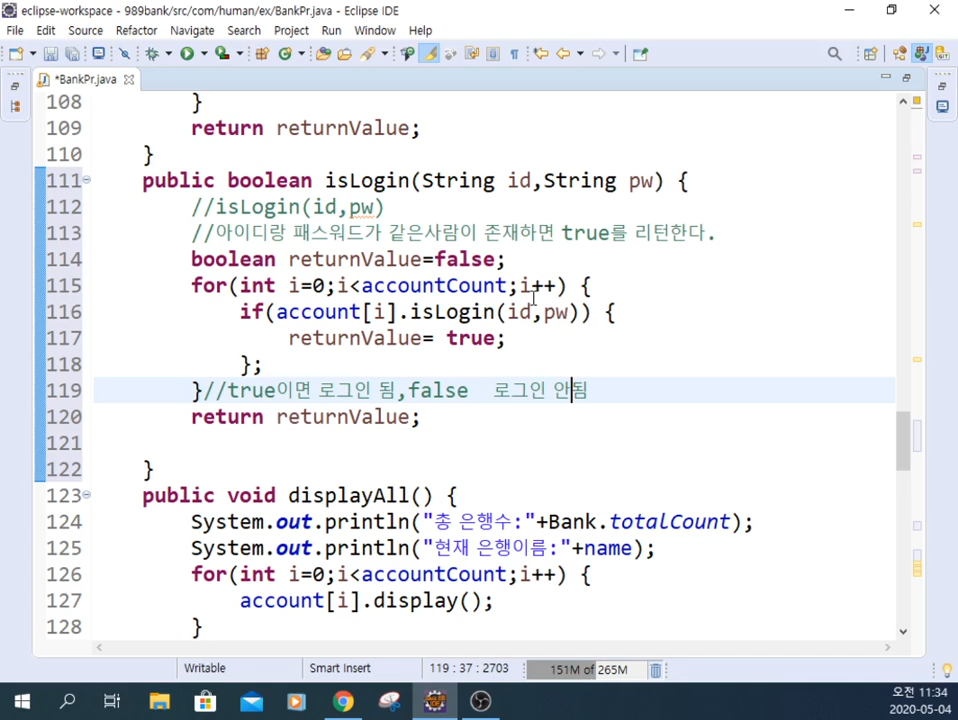 eclipse-workspace - 989bank/src/com/human/ex/BankPr.java - Eclipse IDE
File Edit Source Refactor Navigate Search Project Run Window Help
*BankPr.java
108 }
109 return returnValue;
110 }
111 public boolean isLogin(String id,String pw) {
112 //isLogin(id,pw)
113 //아이디랑 패스워드가 같은사람이 존재하면 true를 리턴한다.
114 boolean returnValue=false;
115 for(int i=0;i<accountCount;i++) {
116 if(account[i].isLogin(id,pw)) {
117 returnValue= true;
118 };
119 }//true이면 로그인 됨,false 로그인 안됨
120 return returnValue;
121
122 }
123 public void displayAll() {
124 System.out.println("총 은행수:"+Bank.totalCount);
125 System.out.println("현재 은행이름:"+name);
126 for(int i=0;i<accountCount;i++) {
127 account[i].display();
128 }
Writable Smart Insert 119 : 37 : 2703 151M of 265M
오전 11:34
2020-05-04